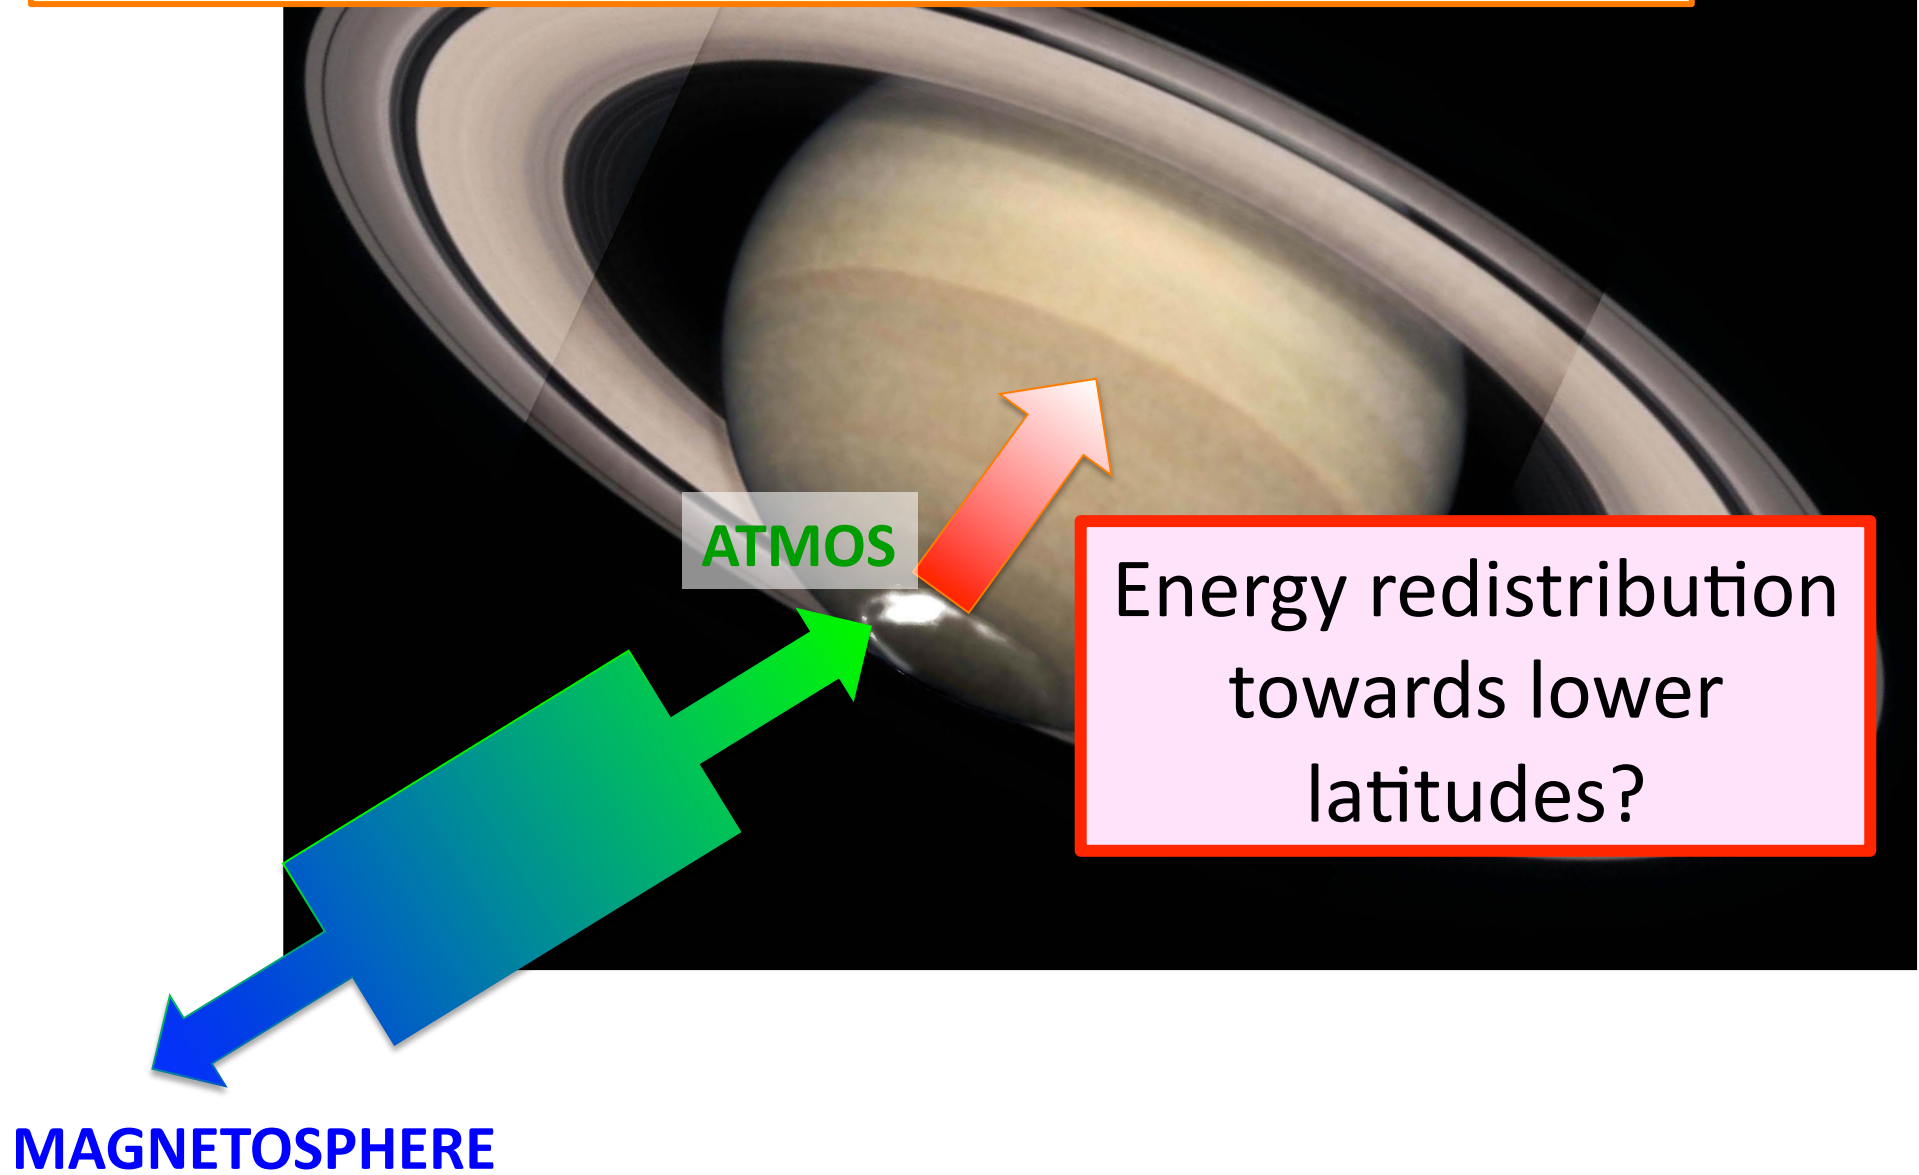 ATMOS
Energy redistribution
towards lower
latitudes?
MAGNETOSPHERE